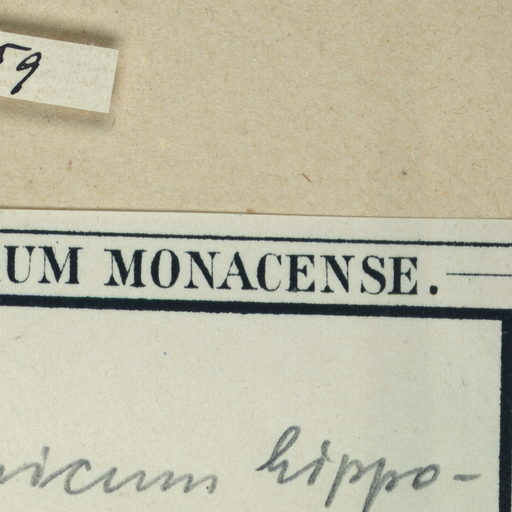 59
UM MONACENSE.
icum hippo-